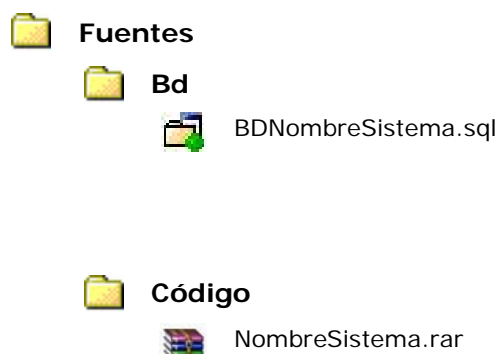 Fuentes
Bd
BDNombreSistema.sql
Código
NombreSistema.rar